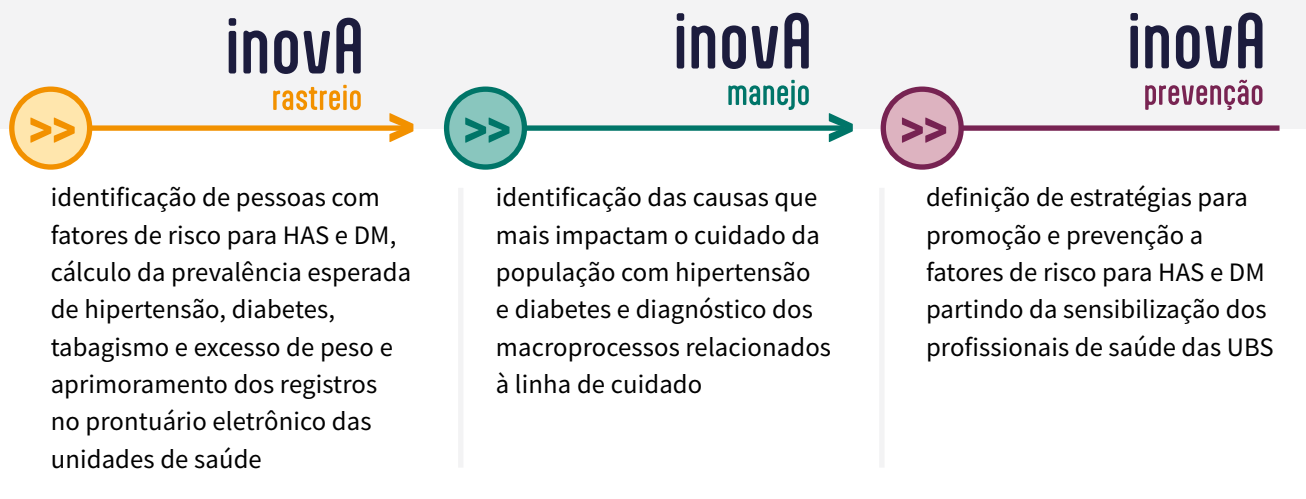 inovA
rastreio
>>
identificação de pessoas com
fatores de risco para HAS e DM,
cálculo da prevalência esperada
de hipertensão, diabetes,
tabagismo e excesso de peso e
aprimoramento dos registros
no prontuário eletrônico das
unidades de saúde
inovA
manejo
>>
identificação das causas que
mais impactam o cuidado da
população com hipertensão
e diabetes e diagnóstico dos
macroprocessos relacionados
à linha de cuidado
inovA
prevenção
>>
definição de estratégias para
promoção e prevenção a
fatores de risco para HAS e DM
partindo da sensibilização dos
profissionais de saúde das UBS